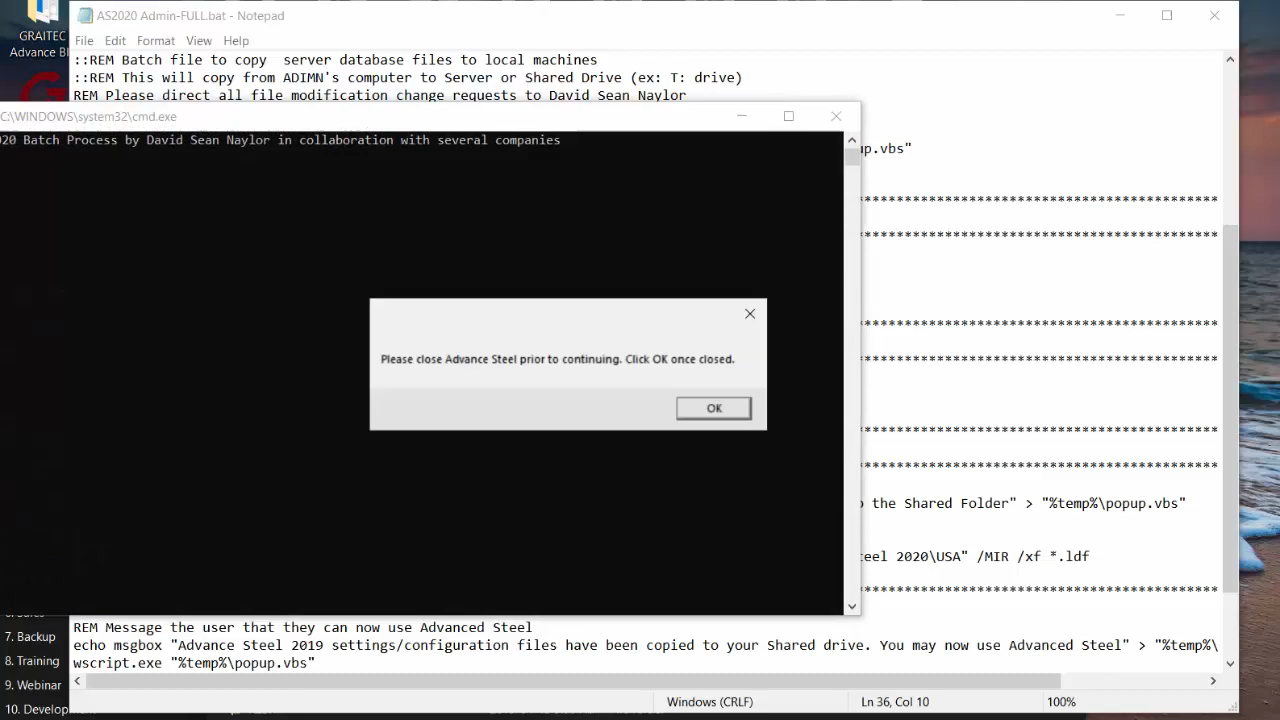 GRAITEC
Advance BI
AS2020 Admin-FULL.bat - Notepad
File Edit Format View Help
::REM Batch file to copy  server database files to local machines
::REM This will copy from ADIMN's computer to Server or Shared Drive (ex: T: drive)
REM Please direct all file modification change requests to David Sean Naylor
C:\WINDOWS\system32\cmd.exe
020 Batch Process by David Sean Naylor in collaboration with several companies
up.vbs"
********************************************
********************************************
********************************************
********************************************
Please close Advance Steel prior to continuing. Click OK once closed.
OK
********************************************
********************************************
o the Shared Folder" > "%temp%\popup.vbs"
teel 2020\USA" /MIR /xf *.ldf
********************************************
REM Message the user that they can now use Advanced Steel
echo msgbox "Advance Steel 2019 settings/configuration files have been copied to your Shared drive. You may now use Advanced Steel" > "%temp%\
wscript.exe "%temp%\popup.vbs"
7. Backup
8. Training
9. Webinar
10. Develop
Windows (CRLF) Ln 36, Col 10 100%